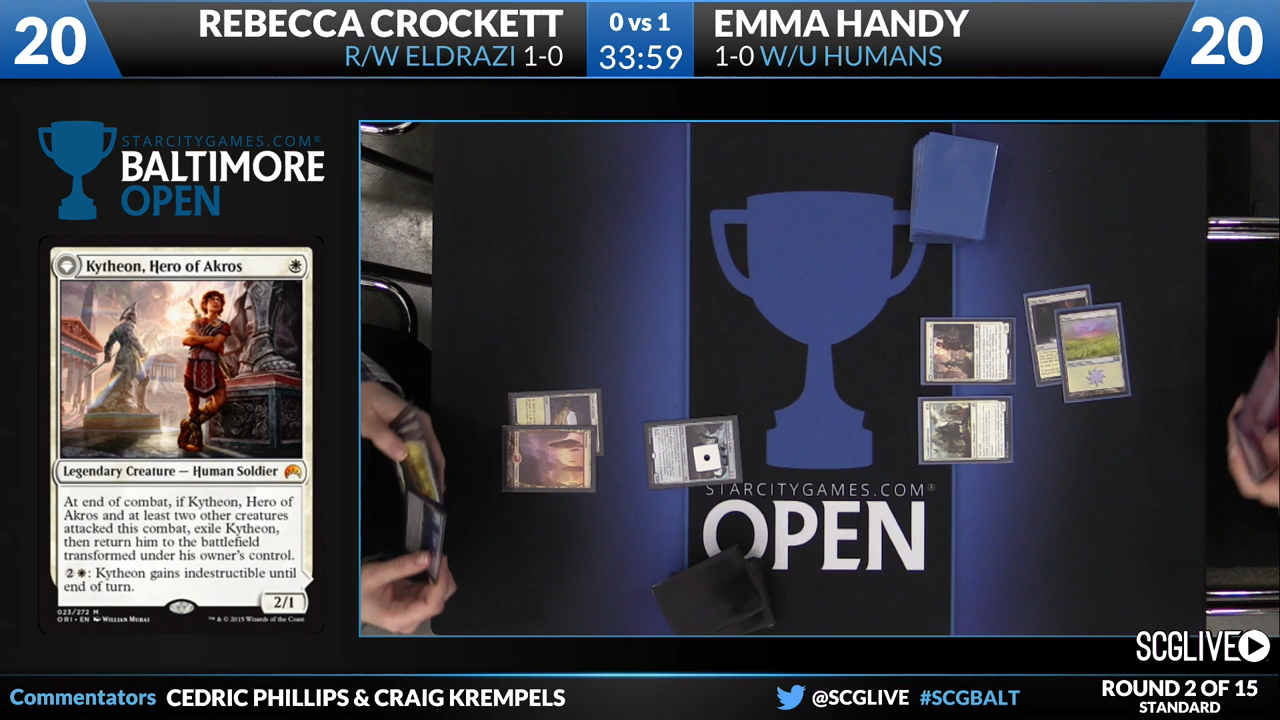 20
REBECCA CROCKETT
R/W ELDRAZI 1-0
0 vs 1
33:59
EMMA HANDY
1-0 W/U HUMANS
20
STARCITYGAMES.COM®
BALTIMORE
OPEN
Kytheon, Hero of Akros
Legendary Creature — Human Soldier
At end of combat, if Kytheon, Hero of
Akros and at least two other creatures
attacked this combat, exile Kytheon,
then return him to the battlefield
transformed under his owner's control.
2 : Kytheon gains indestructible until
end of turn.
2/1
023/272 M
ORI • EN WILLIAM MURAI
™ & © 2015 Wizards of the Coast
STARCITYGAMES.COM®
OPEN
SCGLIVE
Commentators CEDRIC PHILLIPS & CRAIG KREMPELS
@SCGLIVE #SCGBALT
ROUND 2 OF 15
STANDARD